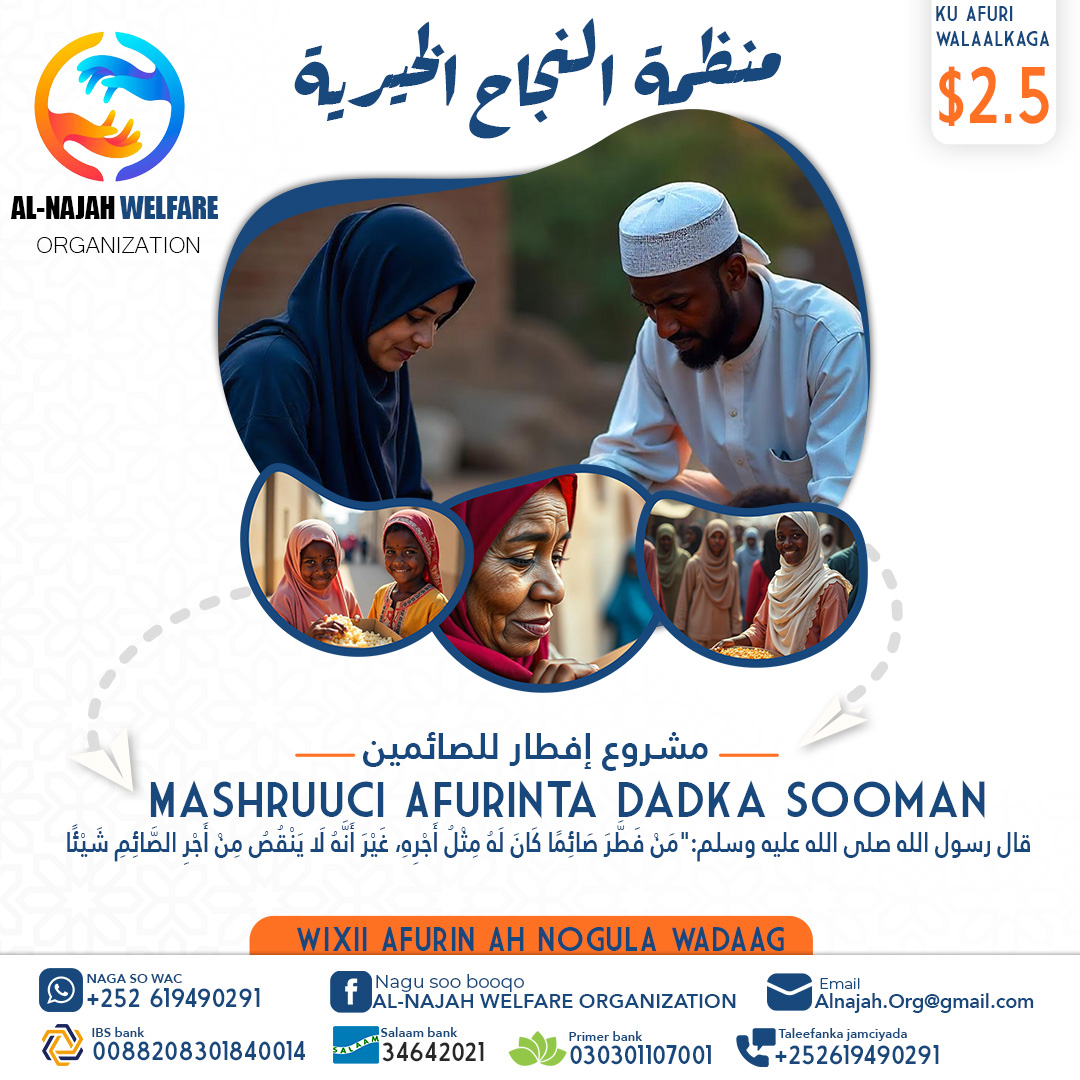 KU AFURI
WALAALKAGA
$2.5
منظمة النجاح الخيرية
AL-NAJAH WELFARE
ORGANIZATION
مشروع إفطار للصائمين
MASHRUUCI AFURINTA DADKA SOOMAN
قال رسول الله صلى الله عليه وسلم: "مَنْ فَطَّرَ صَائِمًا كَانَ لَهُ مِثْلُ أَجْرِهِ، غَيْرَ أَنَّهُ لَا يَنْقُصُ مِنْ أَجْرِ الصَّائِمِ شَيْئًا
WIXII AFURIN AH NOGULA WADAAG
NAGA SO WAC
+252 619490291
Nagu soo booqo
AL-NAJAH WELFARE ORGANIZATION
Email
Alnajah.Org@gmail.com
IBS bank
0088208301840014
Salaam bank
SALAAM
34642021
Primer bank
030301107001
Taleefanka jamciyada
+252619490291